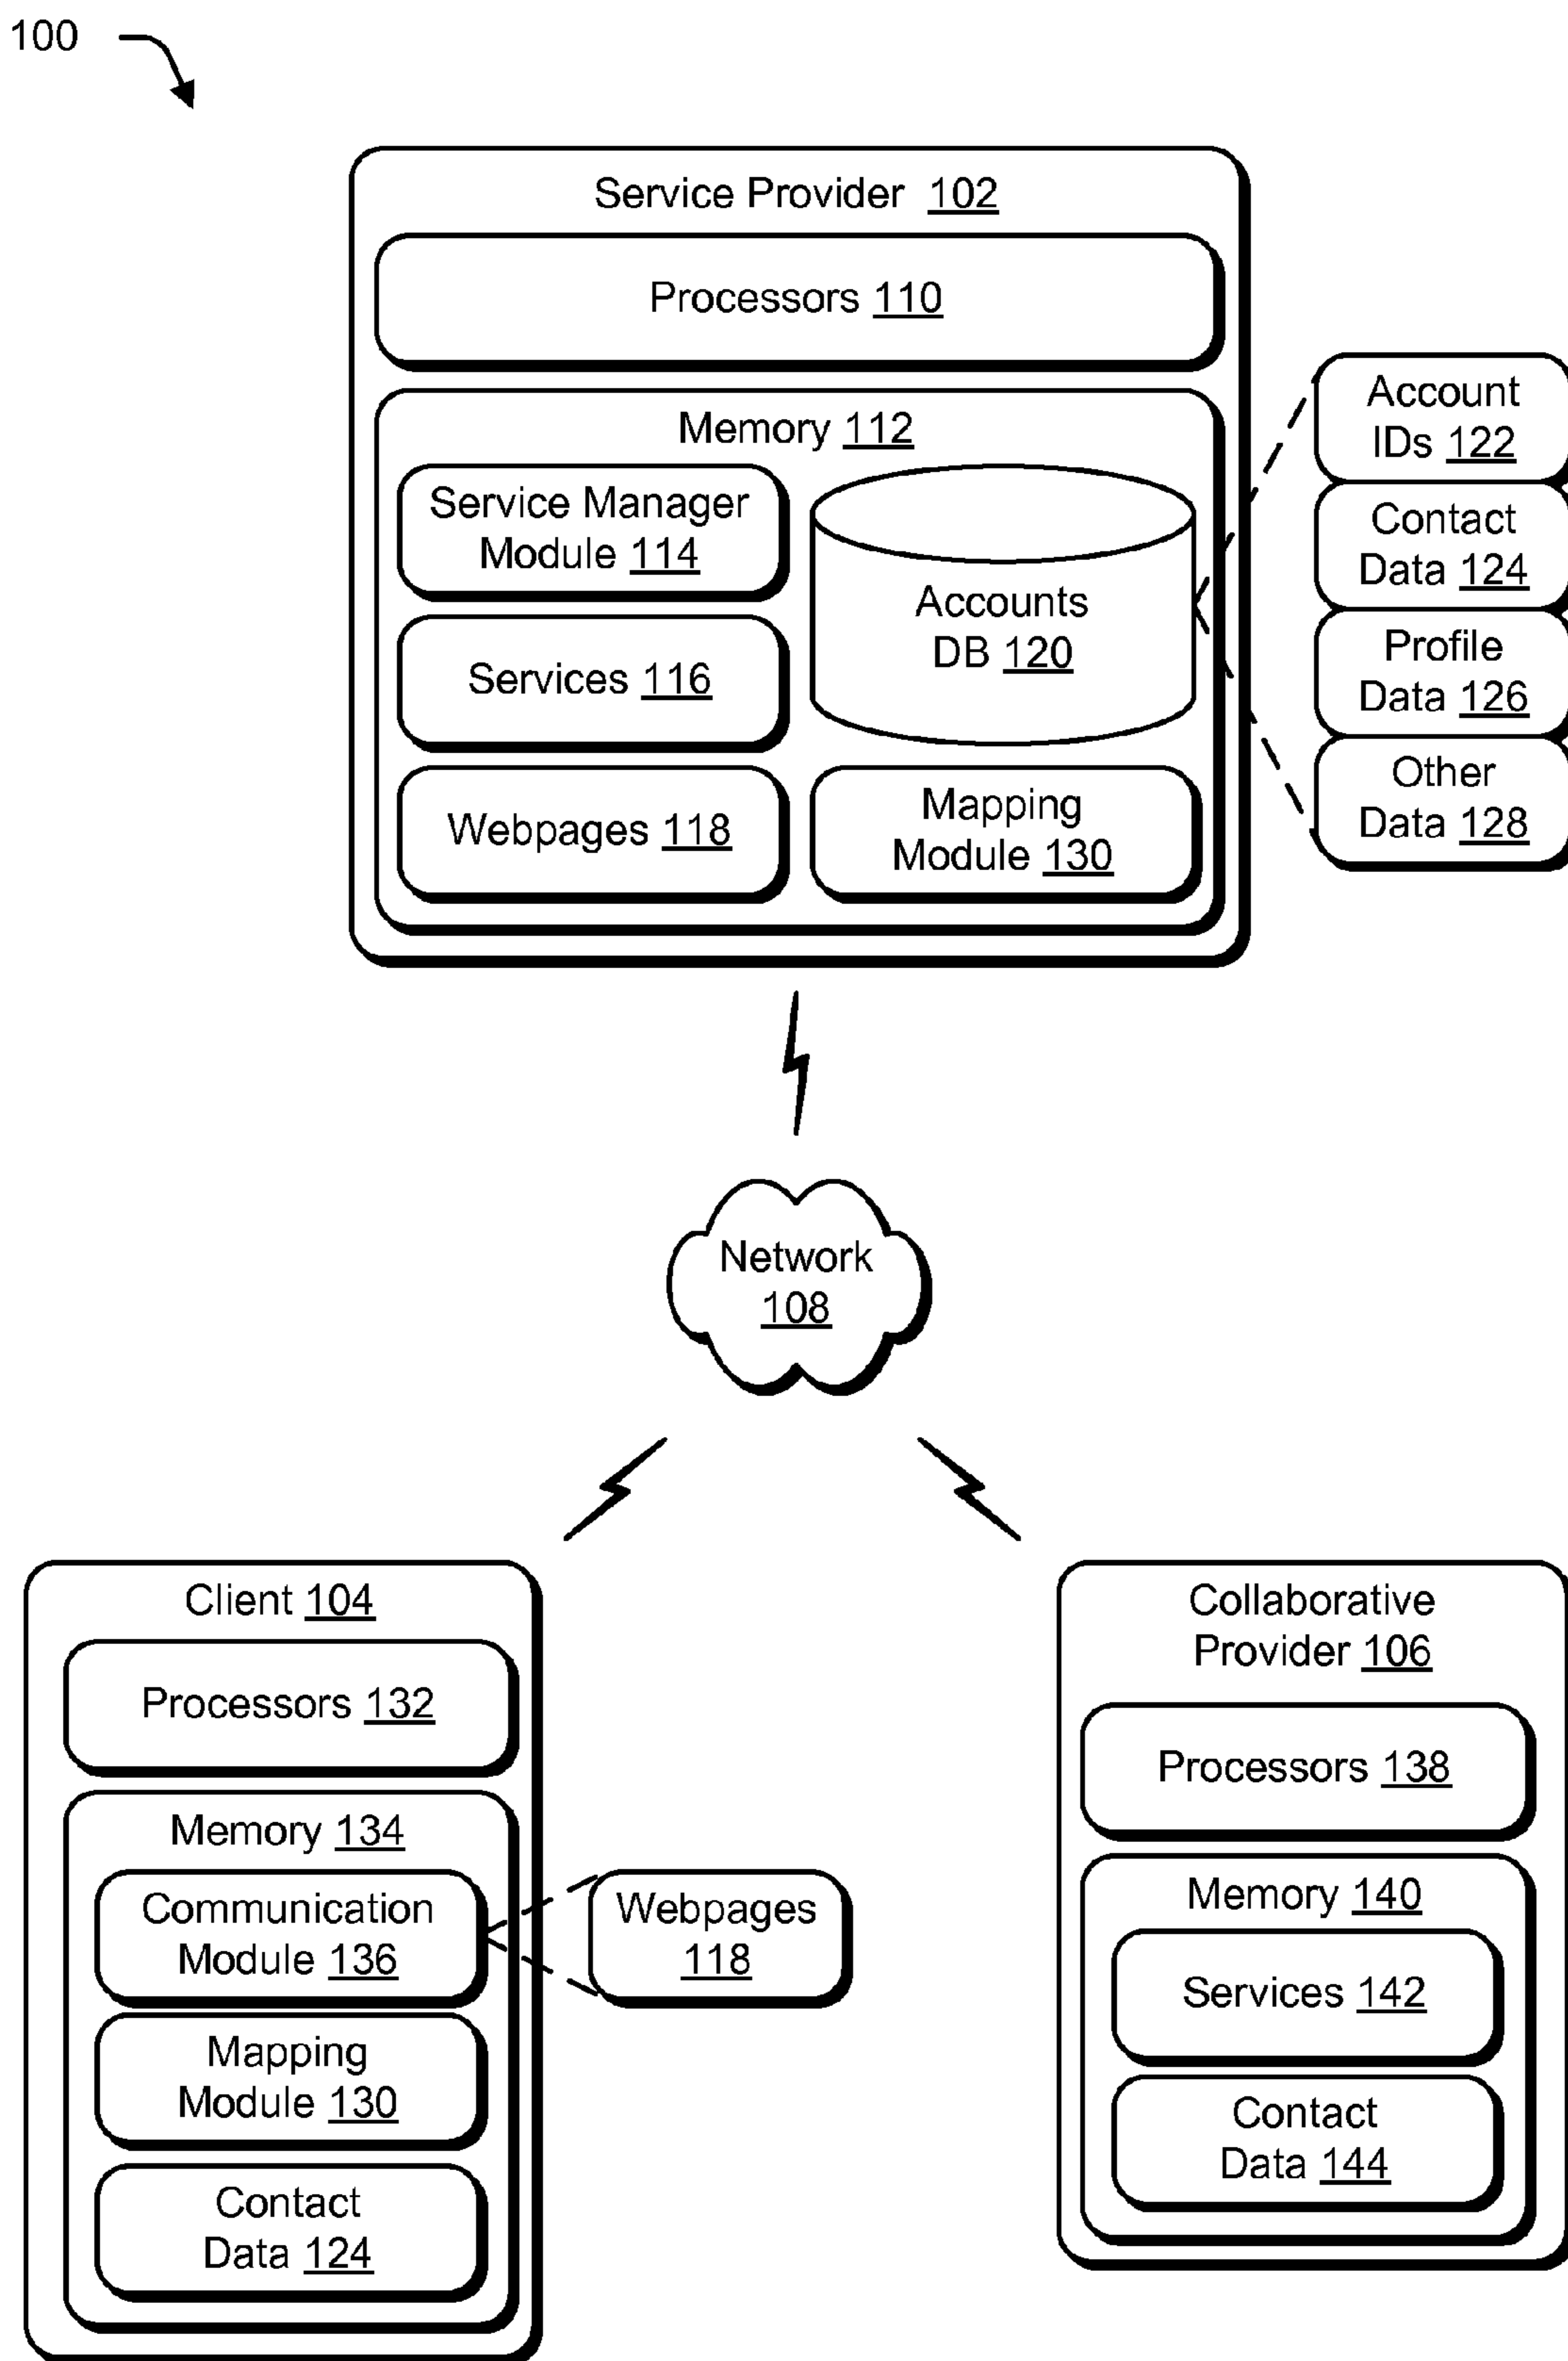 100
Service Provider 102
Processors 110
Memory 112
Service Manager
Module 114
Services 116
Webpages 118
Accounts
DB 120
Mapping
Module 130
Account
IDs 122
Contact
Data 124
Profile
Data 126
Other
Data 128
Network
108
Client 104
Processors 132
Memory 134
Communication
Module 136
Mapping
Module 130
Contact
Data 124
Webpages
118
Collaborative
Provider 106
Processors 138
Memory 140
Services 142
Contact
Data 144